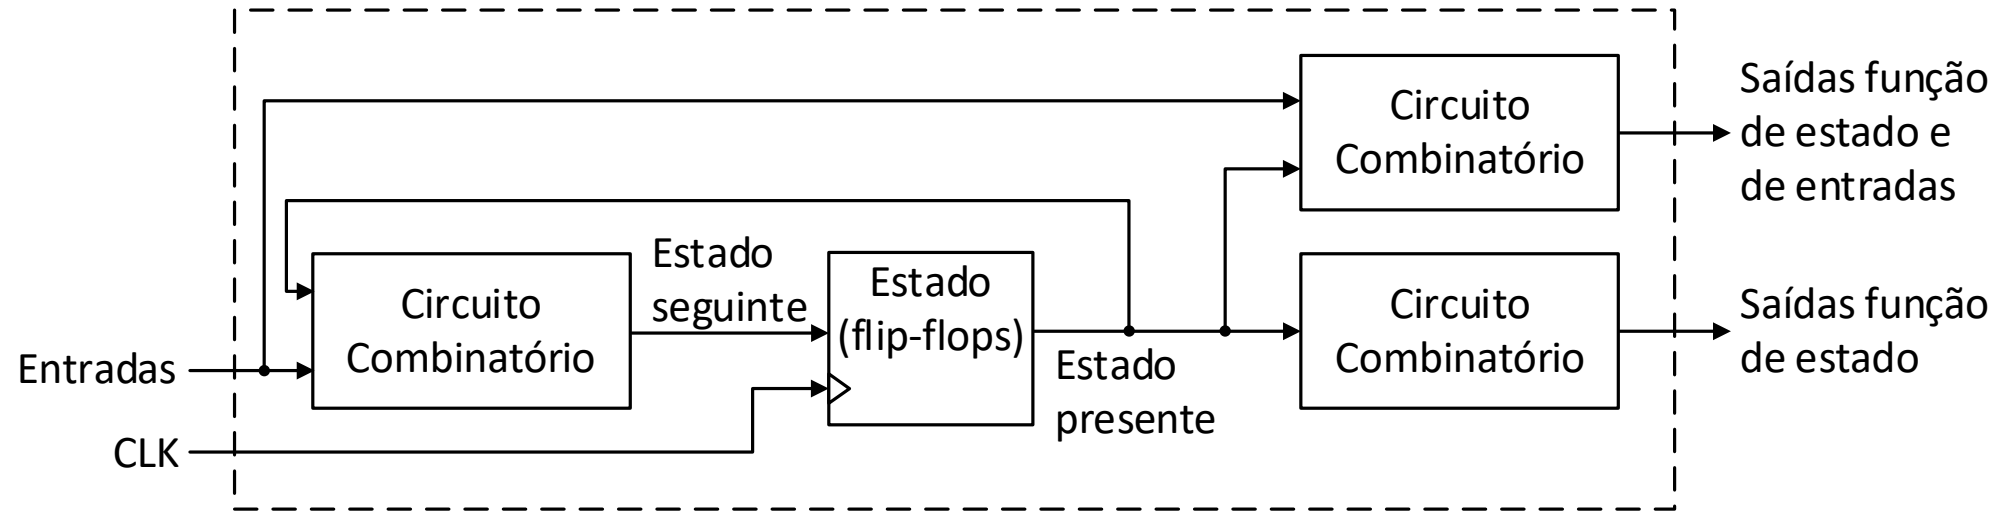 Circuito
Combinatório
Saídas função
de estado e
de entradas
Entradas
CLK
Circuito
Combinatório
Estado
seguinte
Estado
(flip-flops)
Estado
presente
Circuito
Combinatório
Saídas função
de estado